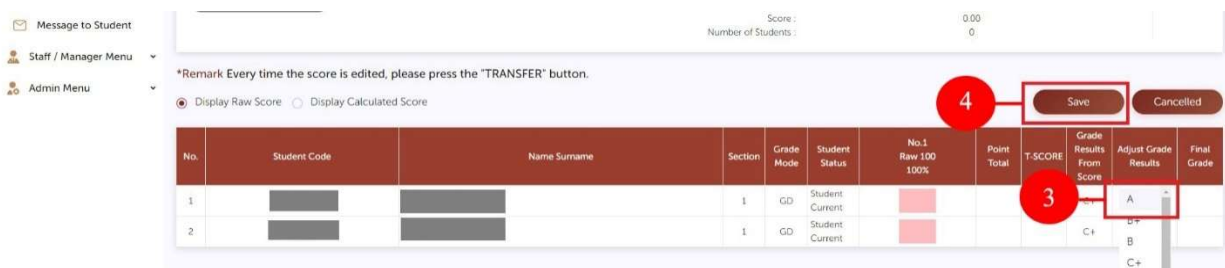 Message to Student
Score :
0.00
Number of Students :
0
Staff / Manager Menu
*Remark Every time the score is edited, please press the "TRANSFER" button.
Admin Menu
Display Raw Score
Display Calculated Score
4
Save
Cancelled
No.
Student Code
Name Surname
Section
Grade Mode
Student Status
No.1 Raw 100 100%
Point Total
T-SCORE
Grade Results From Score
Adjust Grade Results
Final Grade
1
1
GD
Student Current
3
C+
A
2
1
GD
Student Current
C+
B+
B
C+